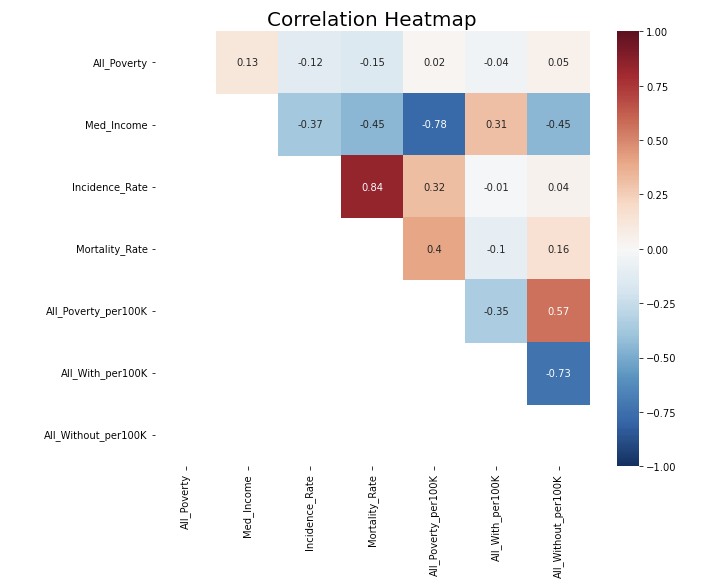 Correlation Heatmap
All_Poverty 0.13 -0.12 -0.15 0.02 -0.04 0.05
Med_Income -0.37 -0.45 -0.78 0.31 -0.45
Incidence_Rate 0.84 0.32 -0.01 0.04
Mortality_Rate 0.4 -0.1 0.16
All_Poverty_per100K -0.35 0.57
All_With_per100K -0.73
All_Without_per100K
All_Poverty
Med_Income
Incidence_Rate
Mortality_Rate
All_Poverty_per100K
All_With_per100K
All_Without_per100K
1.00
0.75
0.50
0.25
0.00
−0.25
−0.50
−0.75
−1.00